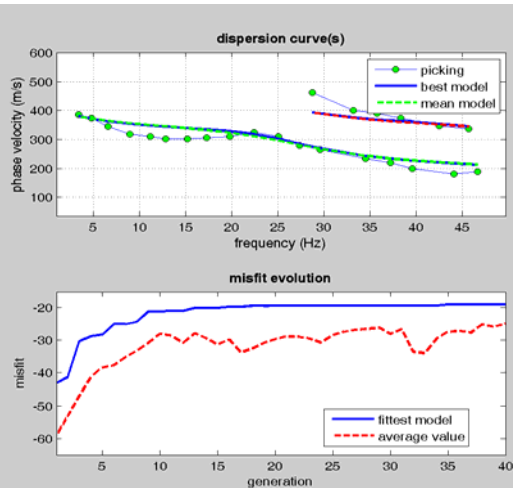 dispersion curve(s)
600
500
400
300
200
100
phase velocity (m/s)
picking
best model
mean model
5 10 15 20 25 30 35 40 45
frequency (Hz)
misfit evolution
-20
-30
-40
-50
-60
misfit
fittest model
average value
5 10 15 20 25 30 35 40
generation